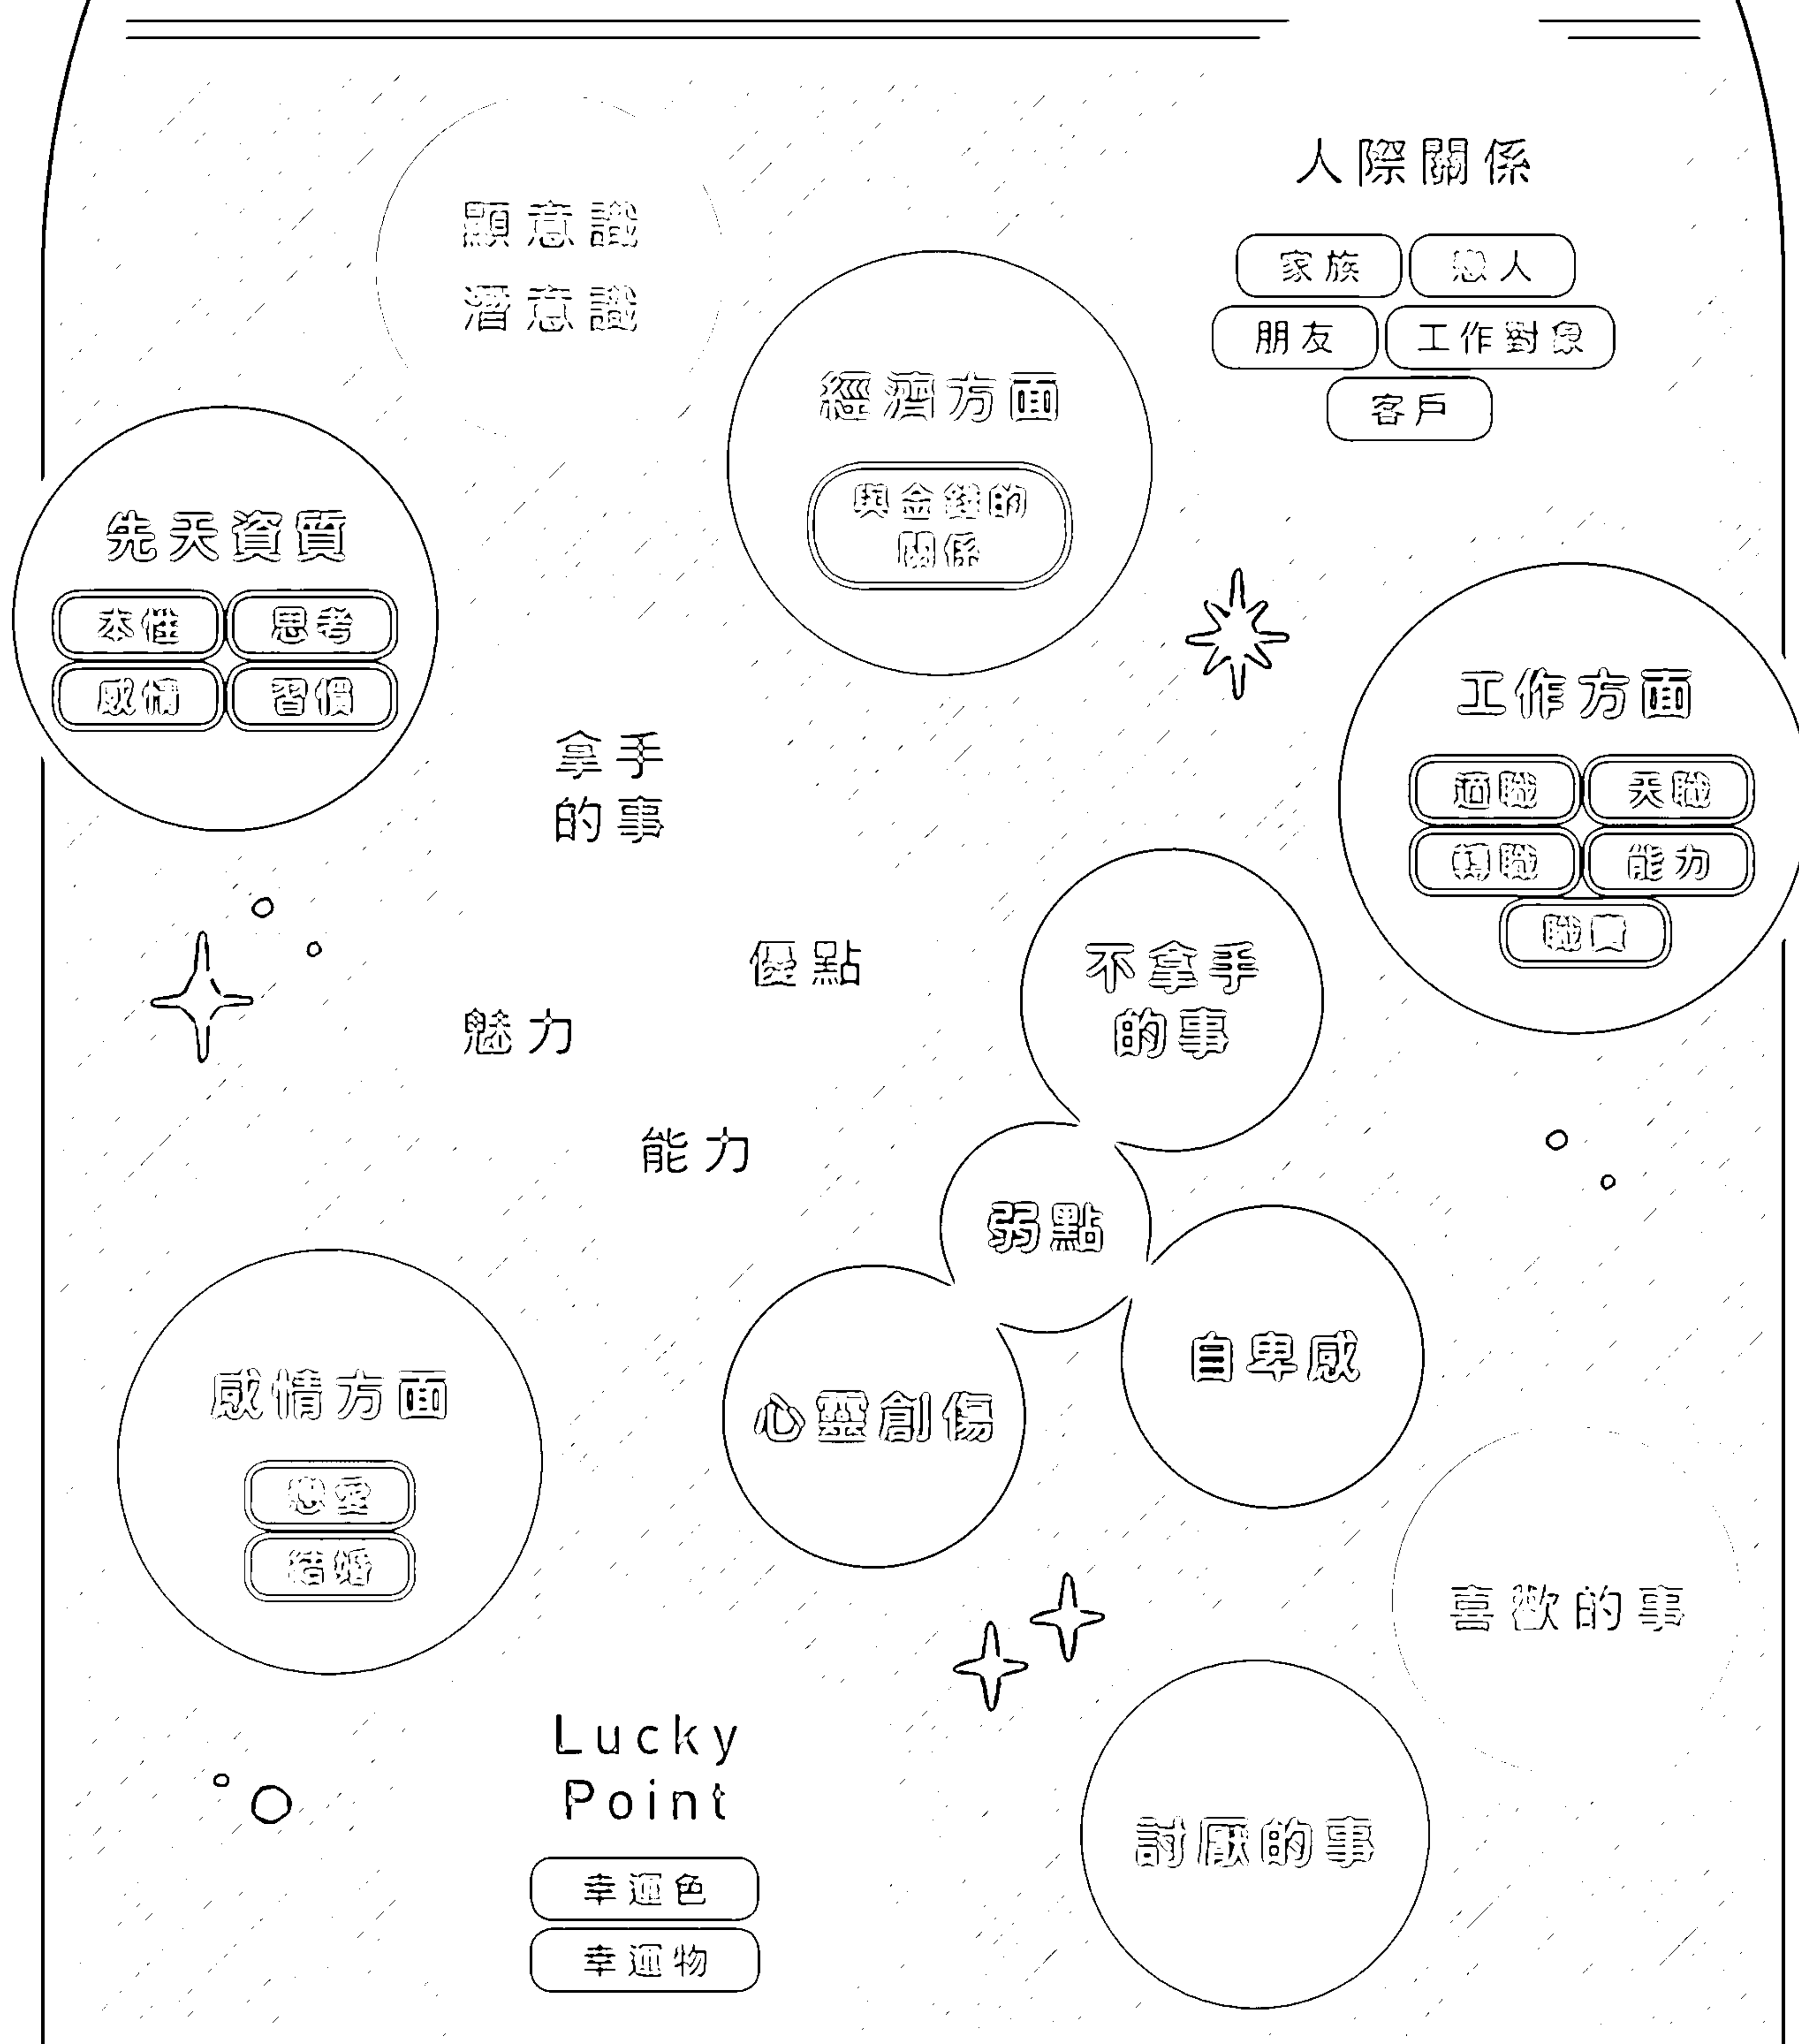 人際關係
家族
戀人
朋友
工作對象
客戶
顯意識
潛意識
經濟方面
與金錢的
關係
先天資質
本性
思考
感情
習慣
工作方面
適職
天職
轉職
能力
職責
拿手
的事
優點
魅力
能力
不拿手
的事
弱點
自卑感
心靈創傷
感情方面
戀愛
結婚
喜歡的事
討厭的事
Lucky
Point
幸運色
幸運物